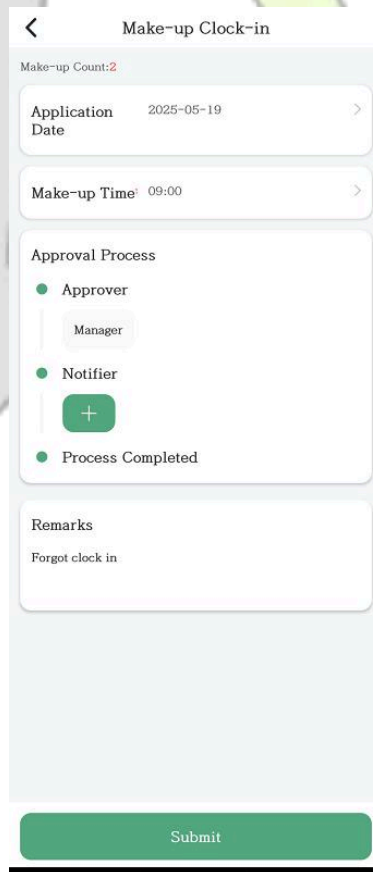 Make-up Clock-in
Make-up Count:2
Application Date
2025-05-19
Make-up Time:
09:00
Approval Process
Approver
Manager
Notifier
+
Process Completed
Remarks
Forgot clock in
Submit